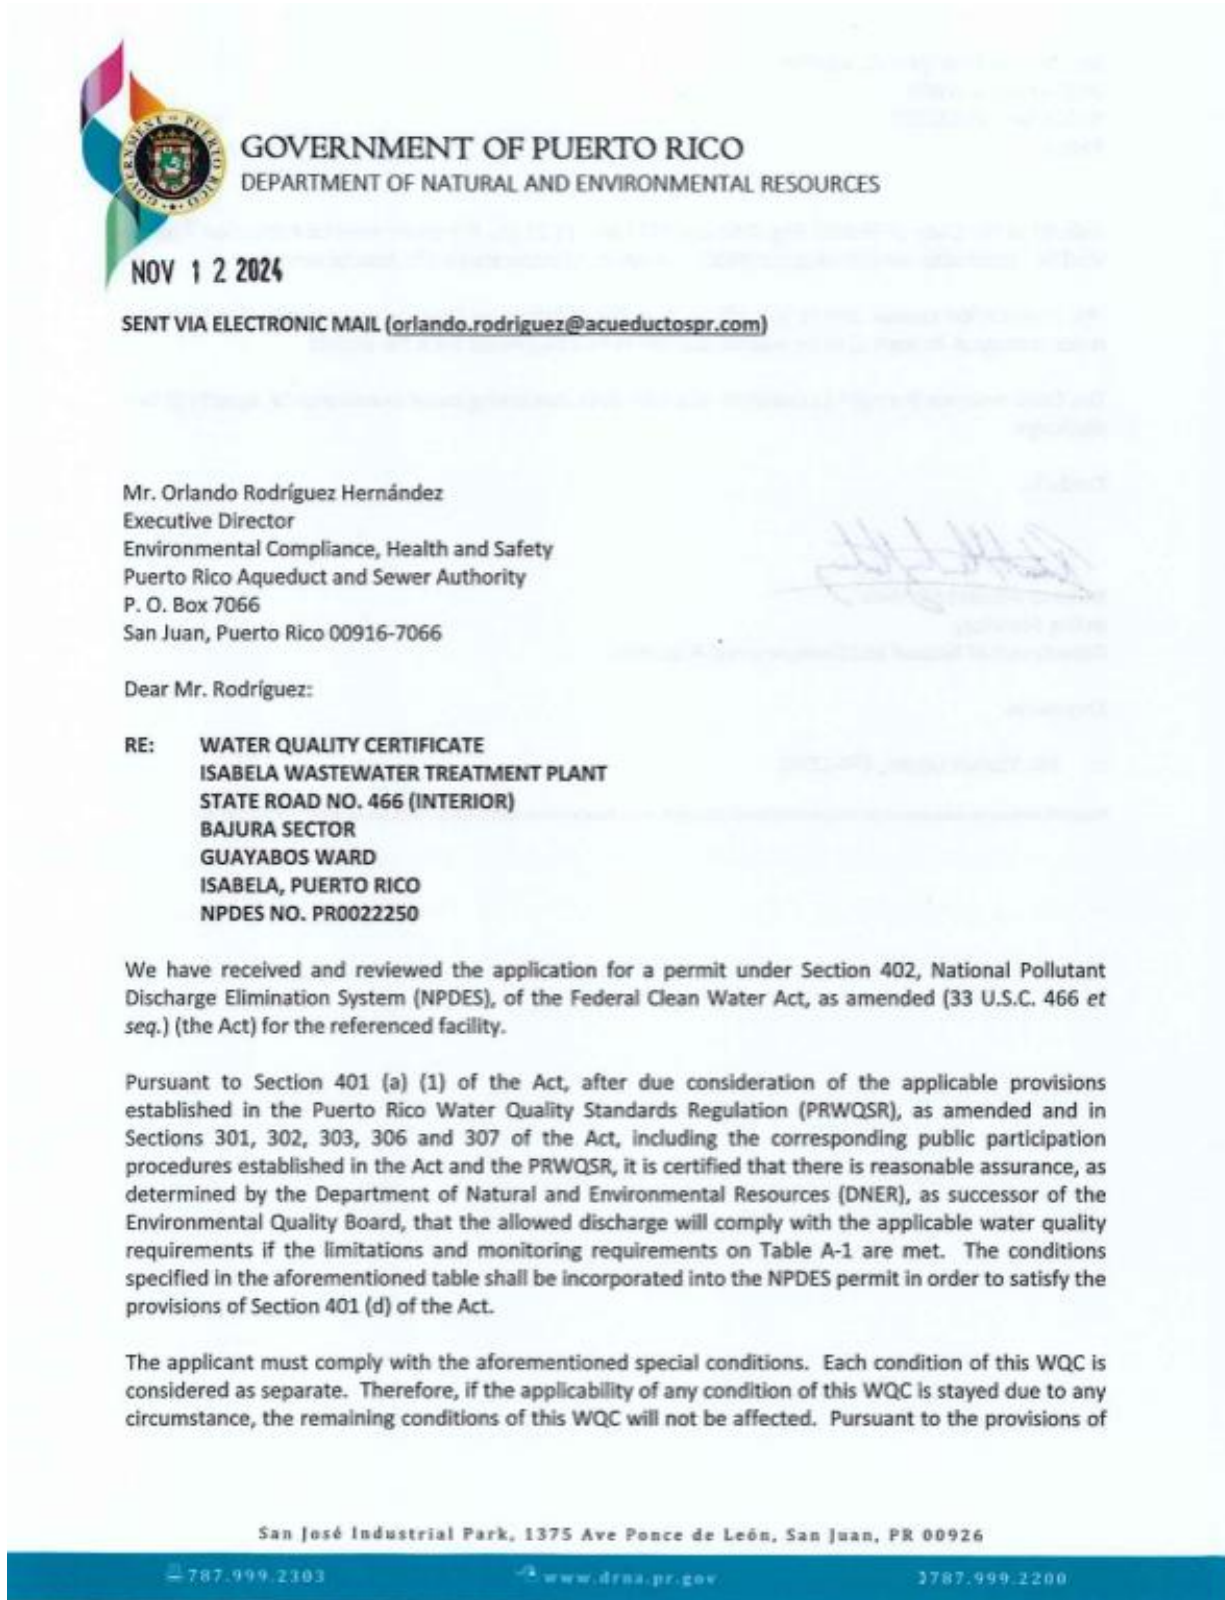 GOVERNMENT OF PUERTO RICO
GOVERNMENT OF PUERTO RICO
DEPARTMENT OF NATURAL AND ENVIRONMENTAL RESOURCES
NOV 1 2 2024
SENT VIA ELECTRONIC MAIL (orlando.rodriguez@acueductospr.com)
Mr. Orlando Rodríguez Hernández
Executive Director
Environmental Compliance, Health and Safety
Puerto Rico Aqueduct and Sewer Authority
P. O. Box 7066
San Juan, Puerto Rico 00916-7066
Dear Mr. Rodríguez:
RE: WATER QUALITY CERTIFICATE
ISABELA WASTEWATER TREATMENT PLANT
STATE ROAD NO. 466 (INTERIOR)
BAJURA SECTOR
GUAYABOS WARD
ISABELA, PUERTO RICO
NPDES NO. PR0022250
We have received and reviewed the application for a permit under Section 402, National Pollutant
Discharge Elimination System (NPDES), of the Federal Clean Water Act, as amended (33 U.S.C. 466 et
seq.) (the Act) for the referenced facility.
Pursuant to Section 401 (a) (1) of the Act, after due consideration of the applicable provisions
established in the Puerto Rico Water Quality Standards Regulation (PRWQSR), as amended and in
Sections 301, 302, 303, 306 and 307 of the Act, including the corresponding public participation
procedures established in the Act and the PRWQSR, it is certified that there is reasonable assurance, as
determined by the Department of Natural and Environmental Resources (DNER), as successor of the
Environmental Quality Board, that the allowed discharge will comply with the applicable water quality
requirements if the limitations and monitoring requirements on Table A-1 are met. The conditions
specified in the aforementioned table shall be incorporated into the NPDES permit in order to satisfy the
provisions of Section 401 (d) of the Act.
The applicant must comply with the aforementioned special conditions. Each condition of this WQC is
considered as separate. Therefore, if the applicability of any condition of this WQC is stayed due to any
circumstance, the remaining conditions of this WQC will not be affected. Pursuant to the provisions of
San José Industrial Park, 1375 Ave Ponce de León, San Juan, PR 00926
787.999.2303 www.drna.pr.gov 787.999.2200